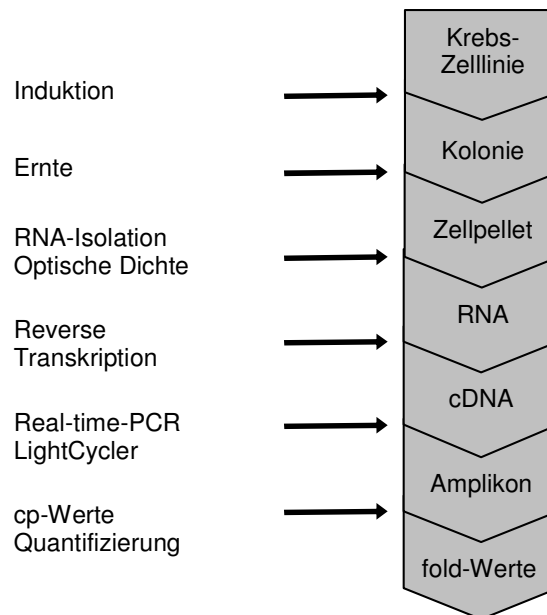 Krebs-
Zelllinie
Induktion
Kolonie
Ernte
Zellpellet
RNA-Isolation
Optische Dichte
RNA
Reverse
Transkription
cDNA
Real-time-PCR
LightCycler
Amplikon
cp-Werte
Quantifizierung
fold-Werte